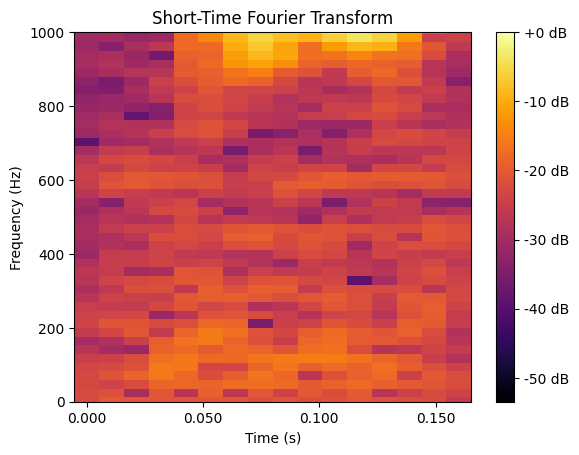 Short-Time Fourier Transform
1000
800
600
400
200
0
Frequency (Hz)
0.000
0.050
0.100
0.150
Time (s)
+0 dB
-10 dB
-20 dB
-30 dB
-40 dB
-50 dB